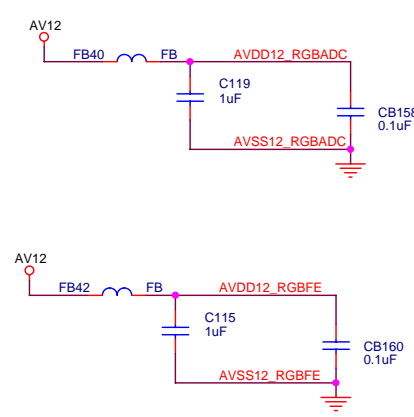 AV12
FB40 FB AVDD12_RGBADC
C119
1uF
CB158
0.1uF
AVSS12_RGBADC
AV12
FB42 FB AVDD12_RGBFE
C115
1uF
CB160
0.1uF
AVSS12_RGBFE